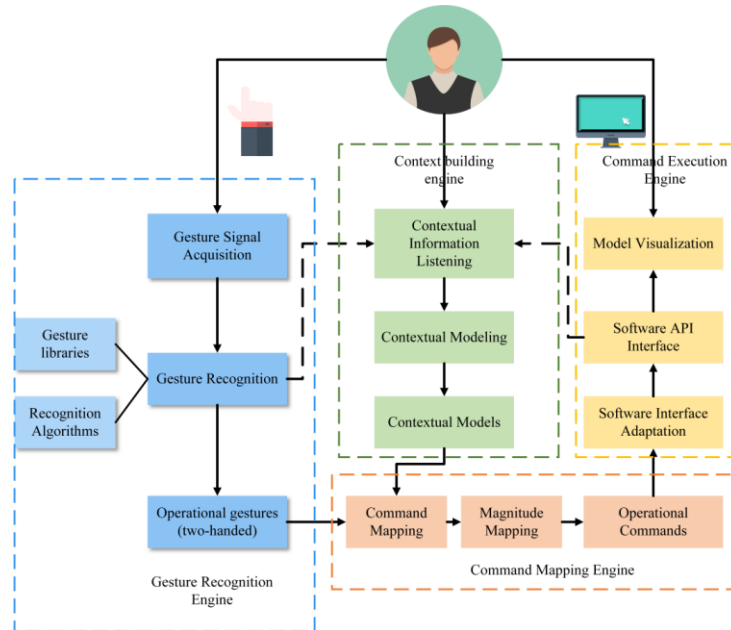 Context building
engine
Command Execution
Engine
Gesture Signal
Acquisition
Contextual
Information
Listening
Model Visualization
Gesture
libraries
Recognition
Algorithms
Gesture Recognition
Contextual Modeling
Software API
Interface
Contextual Models
Software Interface
Adaptation
Operational gestures
(two-handed)
Command
Mapping
Magnitude
Mapping
Operational
Commands
Gesture Recognition
Engine
Command Mapping Engine